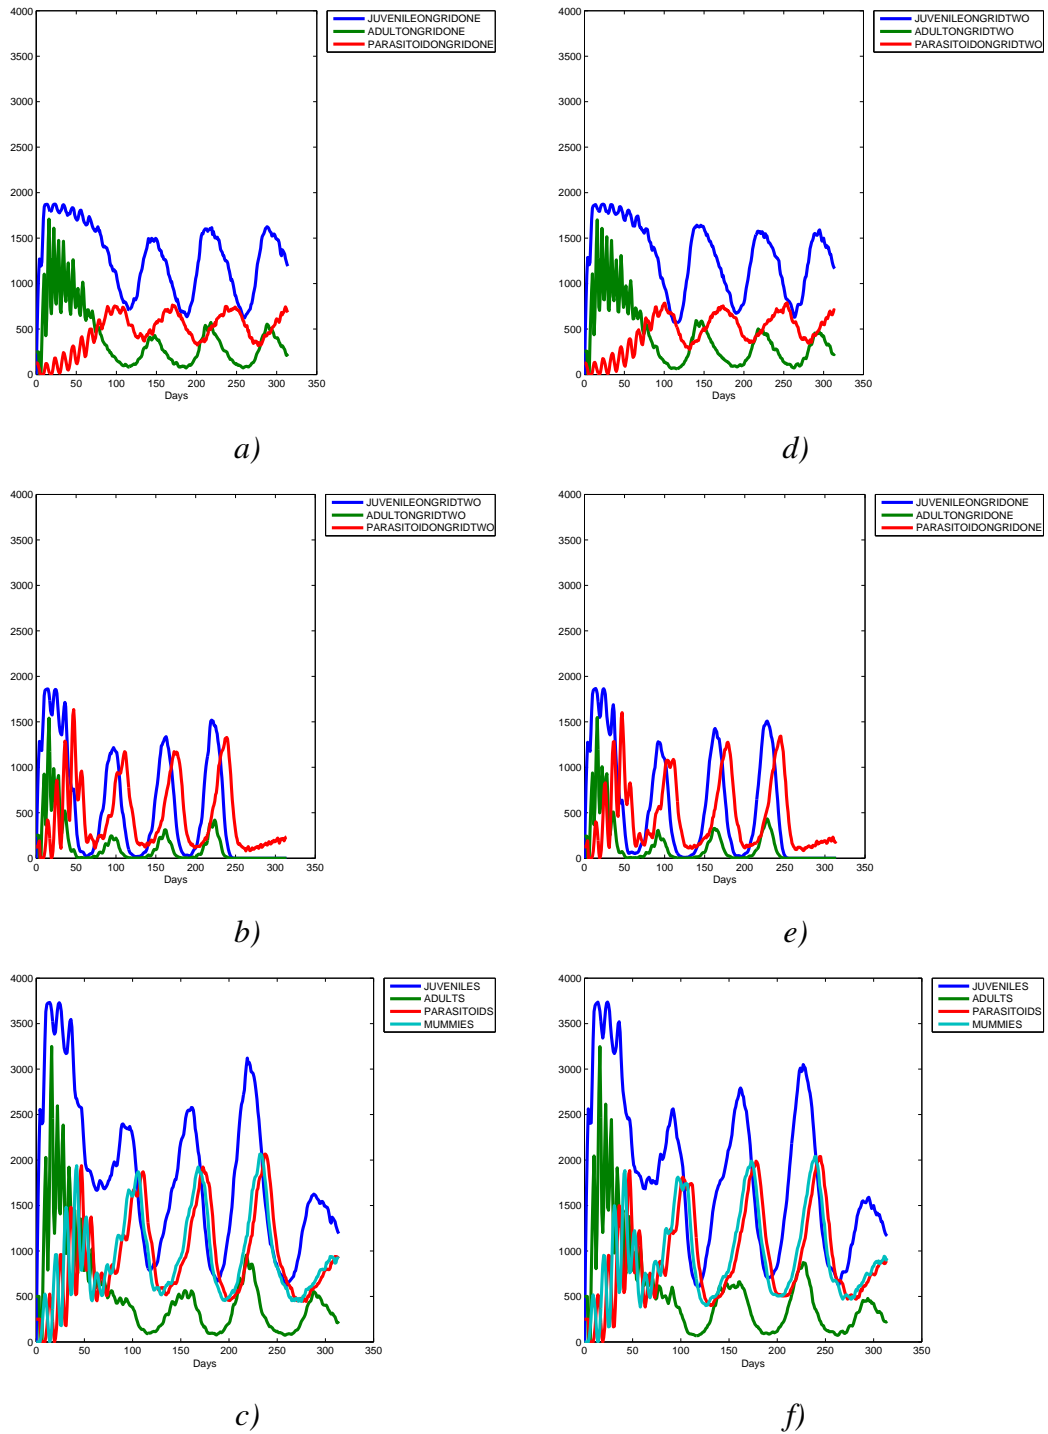 4000
3500
3000
2500
2000
1500
1000
500
0
0 50 100 150 200 250 300 350
Days
JUVENILEONGRIDONE
ADULTONGRIDONE
PARASITOIDONGRIDONE
a)
4000
3500
3000
2500
2000
1500
1000
500
0
0 50 100 150 200 250 300 350
Days
JUVENILEONGRIDTWO
ADULTONGRIDTWO
PARASITOIDONGRIDTWO
d)
4000
3500
3000
2500
2000
1500
1000
500
0
0 50 100 150 200 250 300 350
Days
JUVENILEONGRIDTWO
ADULTONGRIDTWO
PARASITOIDONGRIDTWO
b)
4000
3500
3000
2500
2000
1500
1000
500
0
0 50 100 150 200 250 300 350
Days
JUVENILEONGRIDONE
ADULTONGRIDONE
PARASITOIDONGRIDONE
e)
4000
3500
3000
2500
2000
1500
1000
500
0
0 50 100 150 200 250 300 350
Days
JUVENILES
ADULTS
PARASITOIDS
MUMMIES
c)
4000
3500
3000
2500
2000
1500
1000
500
0
0 50 100 150 200 250 300 350
Days
JUVENILES
ADULTS
PARASITOIDS
MUMMIES
f)